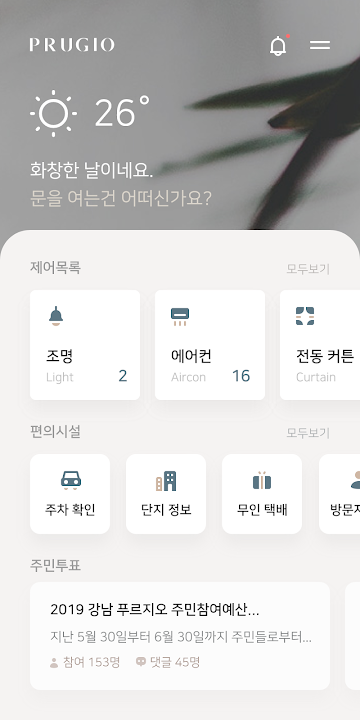 PRUGIO
26°
화창한 날이네요.
문을 여는건 어떠신가요?
제어목록 모두보기
조명
Light 2
에어컨
Aircon 16
전동 커튼
Curtain
편의시설 모두보기
주차 확인
단지 정보
무인 택배
방문자
주민투표
2019 강남 푸르지오 주민참여예산...
지난 5월 30일부터 6월 30일까지 주민들로부터...
참여 153명 댓글 45명